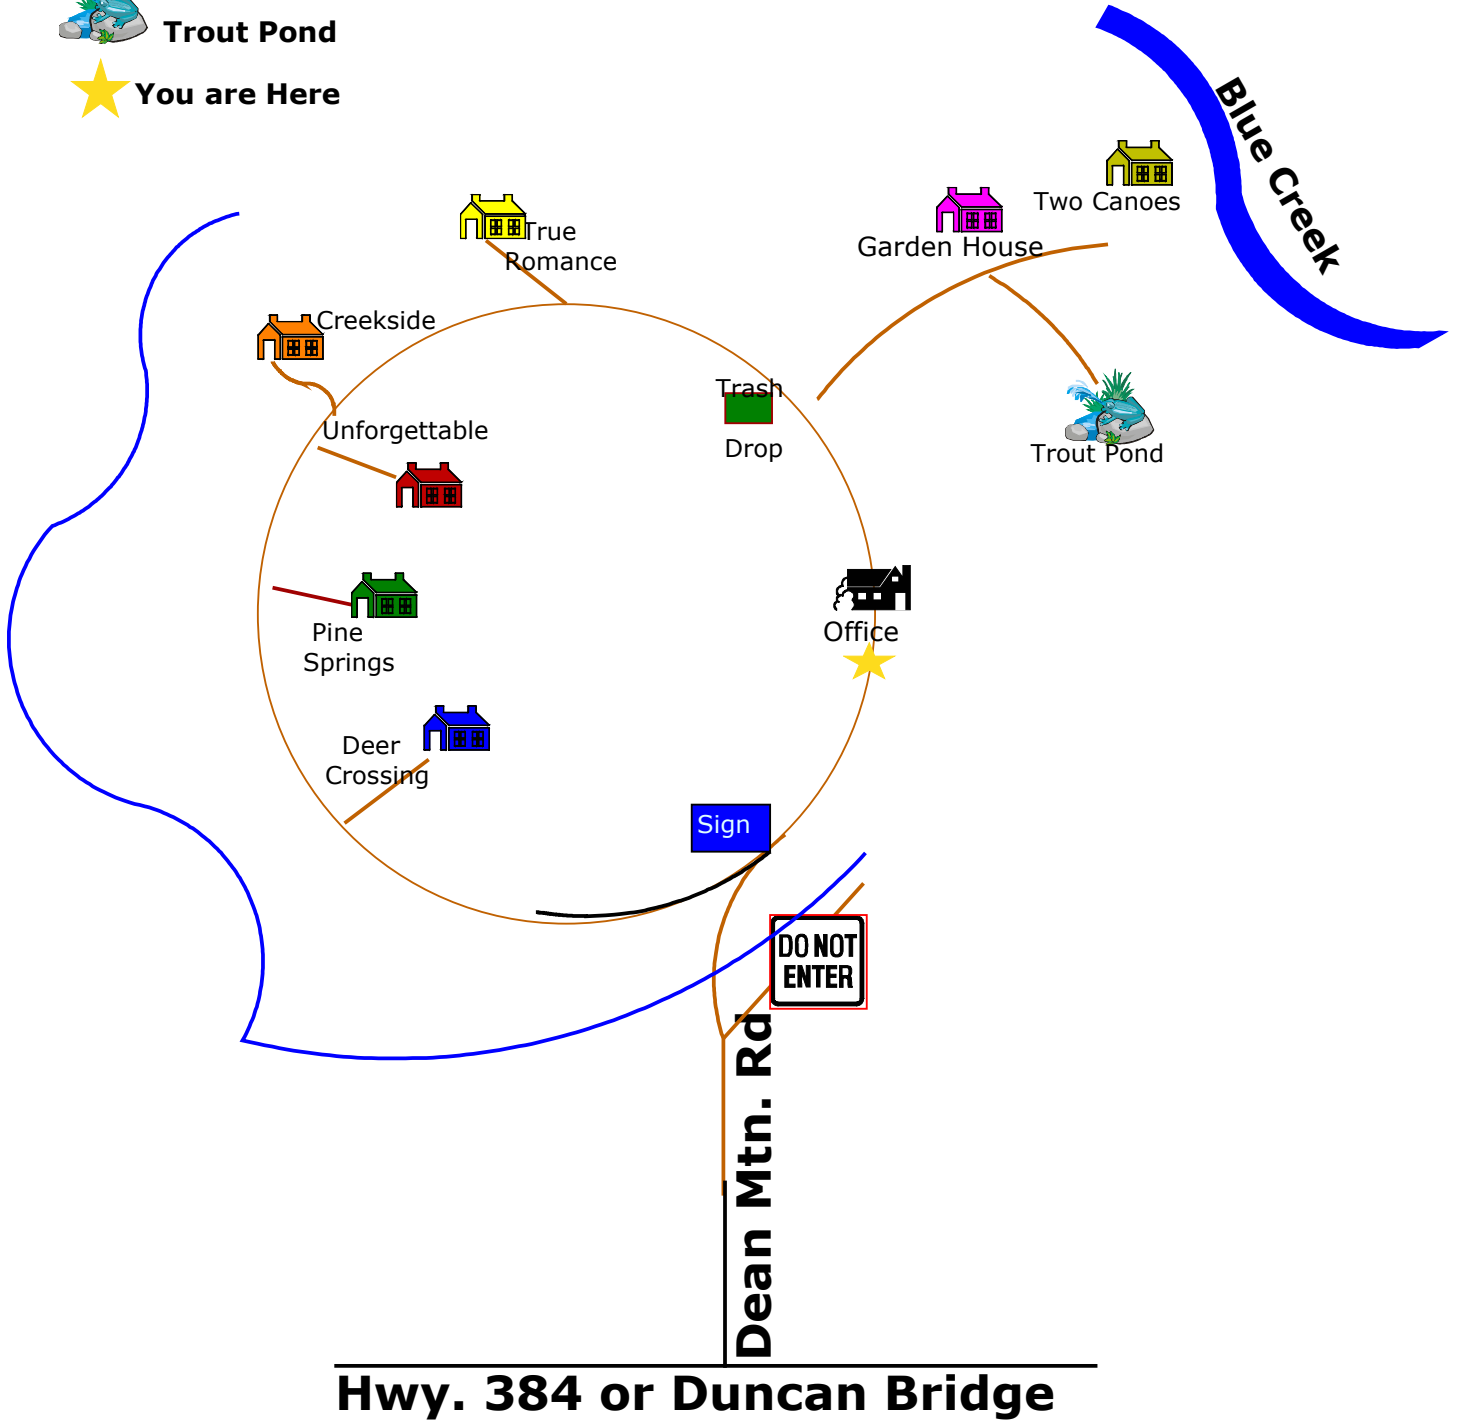 Trout Pond
You are Here
Blue Creek
Two Canoes
True
Romance
Garden House
Creekside
Trash
Drop
Unforgettable
Trout Pond
Office
Pine
Springs
Deer
Crossing
Sign
DO NOT
ENTER
Dean Mtn. Rd
Hwy. 384 or Duncan Bridge